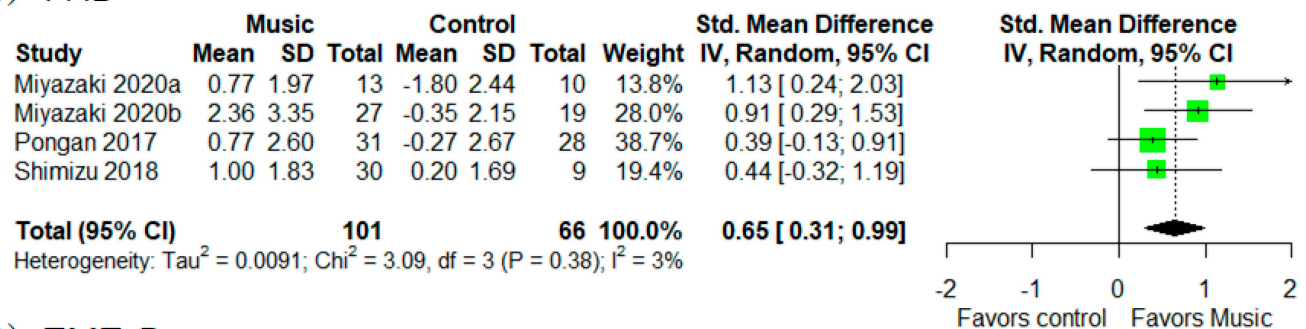 Music Control Std. Mean Difference Std. Mean Difference
Study Mean SD Total Mean SD Total Weight IV, Random, 95% CI IV, Random, 95% CI
Miyazaki 2020a 0.77 1.97 13 -1.80 2.44 10 13.8% 1.13 [ 0.24; 2.03]
Miyazaki 2020b 2.36 3.35 27 -0.35 2.15 19 28.0% 0.91 [ 0.29; 1.53]
Pongan 2017 0.77 2.60 31 -0.27 2.67 28 38.7% 0.39 [-0.13; 0.91]
Shimizu 2018 1.00 1.83 30 0.20 1.69 9 19.4% 0.44 [-0.32; 1.19]
Total (95% CI) 101 66 100.0% 0.65 [ 0.31; 0.99]
Heterogeneity: Tau² = 0.0091; Chi² = 3.09, df = 3 (P = 0.38); I² = 3%
-2 -1 0 1 2
Favors control Favors Music